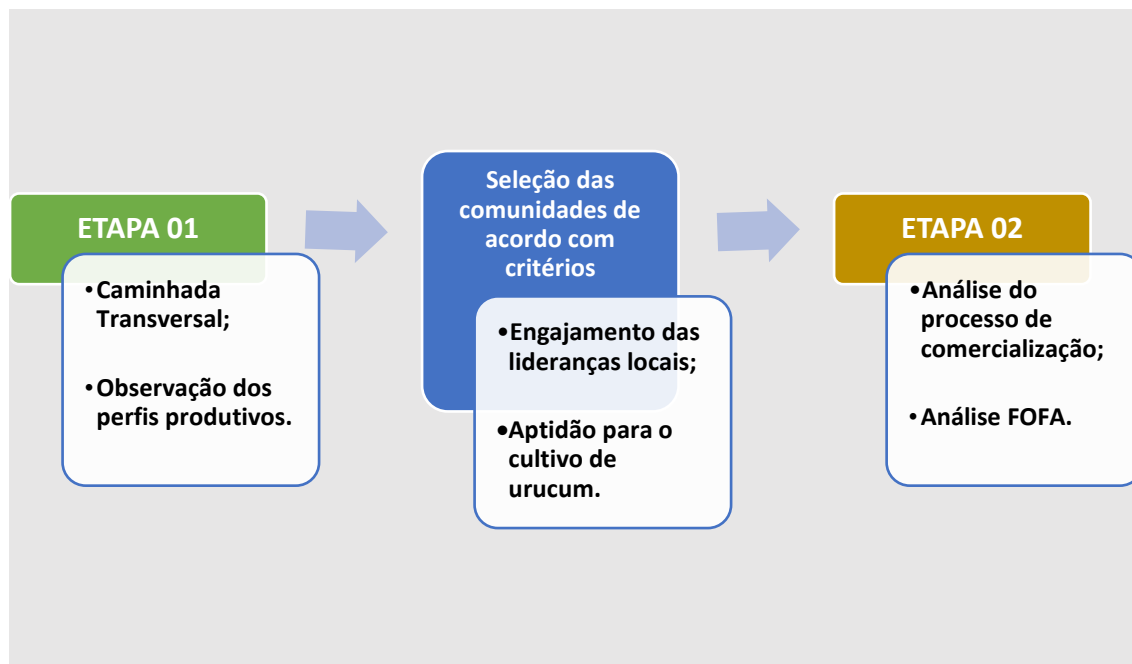 ETAPA 01
•Caminhada
Transversal;
•Observação dos
perfis produtivos.
Seleção das
comunidades de
acordo com
critérios
•Engajamento das
lideranças locais;
•Aptidão para o
cultivo de
urucum.
ETAPA 02
•Análise do
processo de
comercialização;
•Análise FOFA.